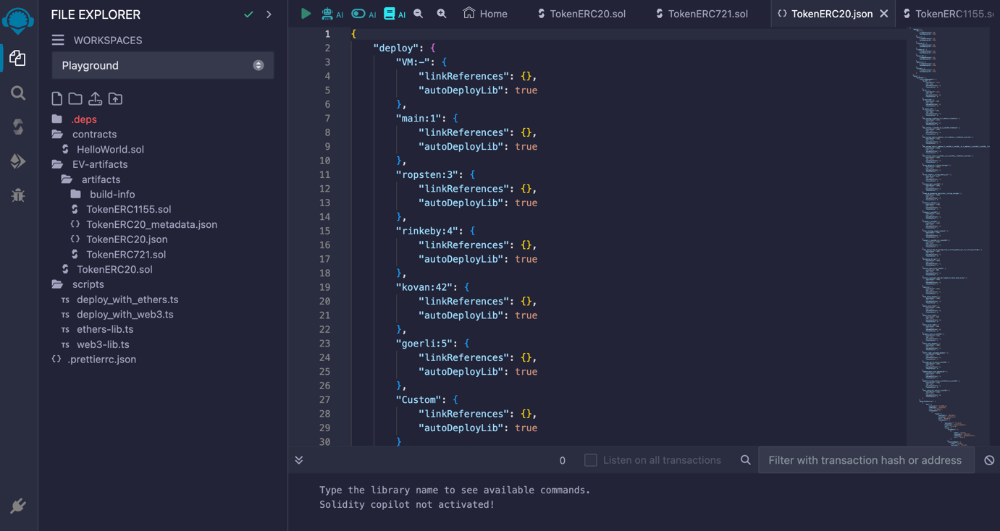 FILE EXPLORER
WORKSPACES
Playground
.deps
contracts
HelloWorld.sol
EV-artifacts
artifacts
build-info
TokenERC1155.sol
{} TokenERC20_metadata.json
{} TokenERC20.json
TokenERC721.sol
TokenERC20.sol
scripts
TS deploy_with_ethers.ts
TS deploy_with_web3.ts
TS ethers-lib.ts
TS web3-lib.ts
{} .prettierrc.json
AI AI AI Home TokenERC20.sol TokenERC721.sol {} TokenERC20.json TokenERC1155.s
1 {
2 "deploy": {
3 "VM:-": {
4 "linkReferences": {},
5 "autoDeployLib": true
6 },
7 "main:1": {
8 "linkReferences": {},
9 "autoDeployLib": true
10 },
11 "ropsten:3": {
12 "linkReferences": {},
13 "autoDeployLib": true
14 },
15 "rinkeby:4": {
16 "linkReferences": {},
17 "autoDeployLib": true
18 },
19 "kovan:42": {
20 "linkReferences": {},
21 "autoDeployLib": true
22 },
23 "goerli:5": {
24 "linkReferences": {},
25 "autoDeployLib": true
26 },
27 "Custom": {
28 "linkReferences": {},
29 "autoDeployLib": true
30 }
0 Listen on all transactions Filter with transaction hash or address
Type the library name to see available commands.
Solidity copilot not activated!